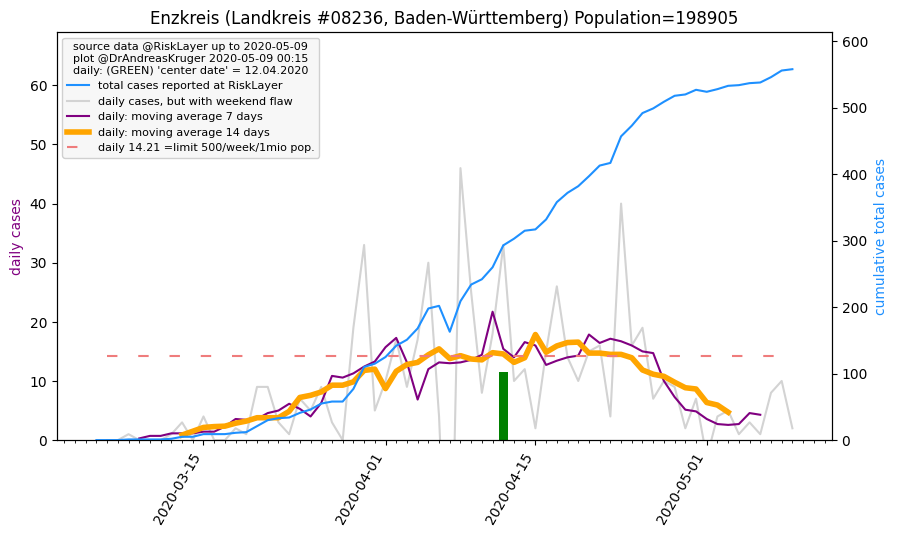 Enzkreis (Landkreis #08236, Baden-Württemberg) Population=198905
source data @RiskLayer up to 2020-05-09
plot @DrAndreasKruger 2020-05-09 00:15
daily: (GREEN) 'center date' = 12.04.2020
total cases reported at RiskLayer
daily cases, but with weekend flaw
daily: moving average 7 days
daily: moving average 14 days
daily 14.21 =limit 500/week/1mio pop.
daily cases
60
50
40
30
20
10
0
600
500
400
300
200
100
0
cumulative total cases
2020-03-15
2020-04-01
2020-04-15
2020-05-01